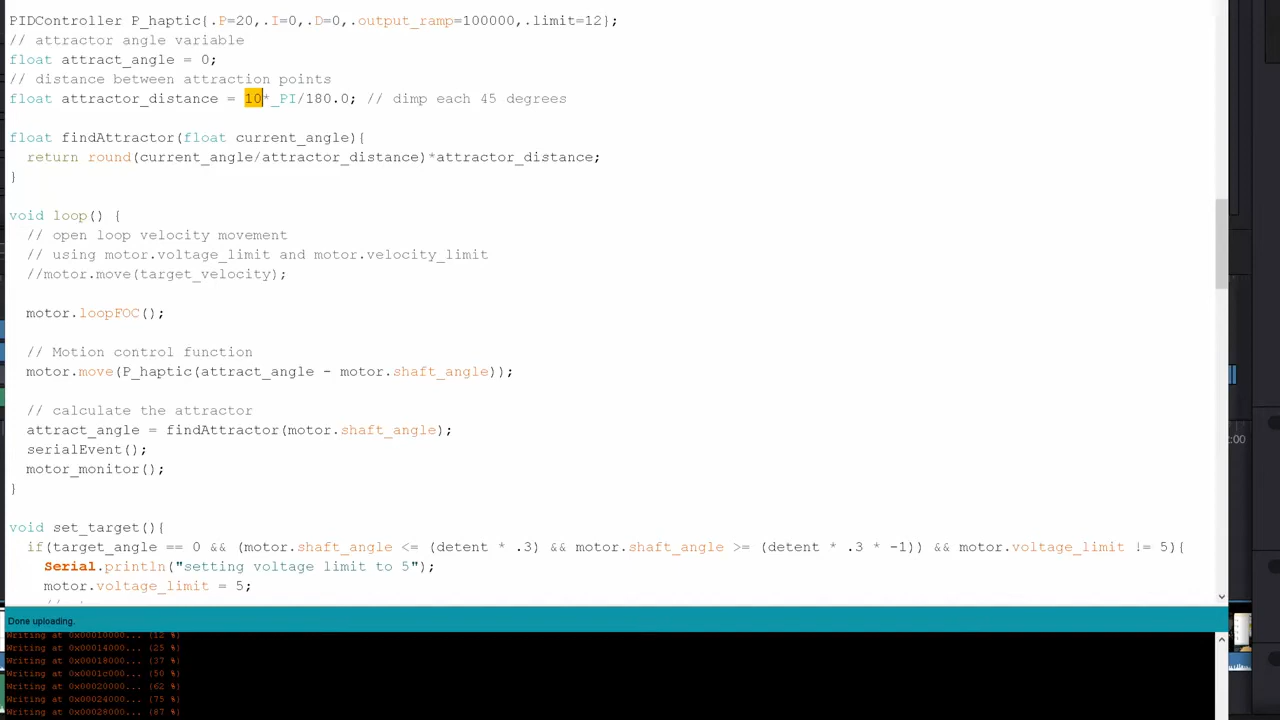 PIDController P_haptic{.P=20,.I=0,.D=0,.output_ramp=100000,.limit=12};
// attractor angle variable
float attract_angle = 0;
// distance between attraction points
float attractor_distance = 10*_PI/180.0; // dimp each 45 degrees
float findAttractor(float current_angle){
return round(current_angle/attractor_distance)*attractor_distance;
}
void loop() {
// open loop velocity movement
// using motor.voltage_limit and motor.velocity_limit
//motor.move(target_velocity);
motor.loopFOC();
// Motion control function
motor.move(P_haptic(attract_angle - motor.shaft_angle));
// calculate the attractor
attract_angle = findAttractor(motor.shaft_angle);
serialEvent();
motor_monitor();
}
void set_target(){
if(target_angle == 0 && (motor.shaft_angle <= (detent * .3) && motor.shaft_angle >= (detent * .3 * -1)) && motor.voltage_limit != 5){
Serial.println("setting voltage limit to 5");
motor.voltage_limit = 5;
Done uploading.
Writing at 0x00010000... (12 %)
Writing at 0x00014000... (25 %)
Writing at 0x00018000... (37 %)
Writing at 0x0001c000... (50 %)
Writing at 0x00020000... (62 %)
Writing at 0x00024000... (75 %)
Writing at 0x00028000... (87 %)
:00